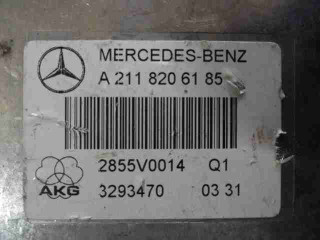 MERCEDES-BENZ
A 211 820 61 85
2855V0014 Q1
AKG 3293470 03 31